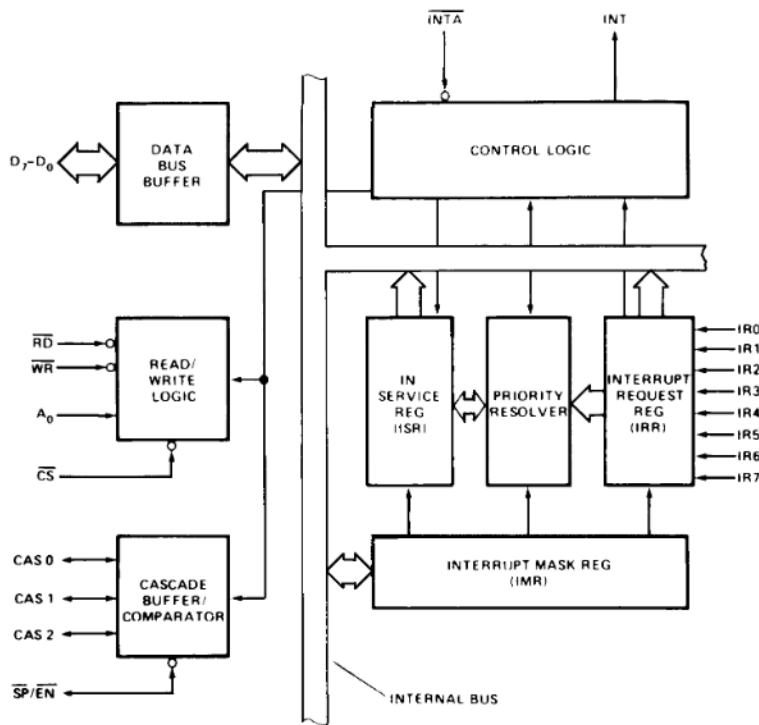 INTA
INT
DATA
BUS
BUFFER
D7-D0
CONTROL LOGIC
RD
WR
A0
CS
READ/
WRITE
LOGIC
IN
SERVICE
REG
(ISR)
PRIORITY
RESOLVER
INTERRUPT
REQUEST
REG
(IRR)
IR0
IR1
IR2
IR3
IR4
IR5
IR6
IR7
CAS 0
CAS 1
CAS 2
SP/EN
CASCADE
BUFFER/
COMPARATOR
INTERRUPT MASK REG
(IMR)
INTERNAL BUS